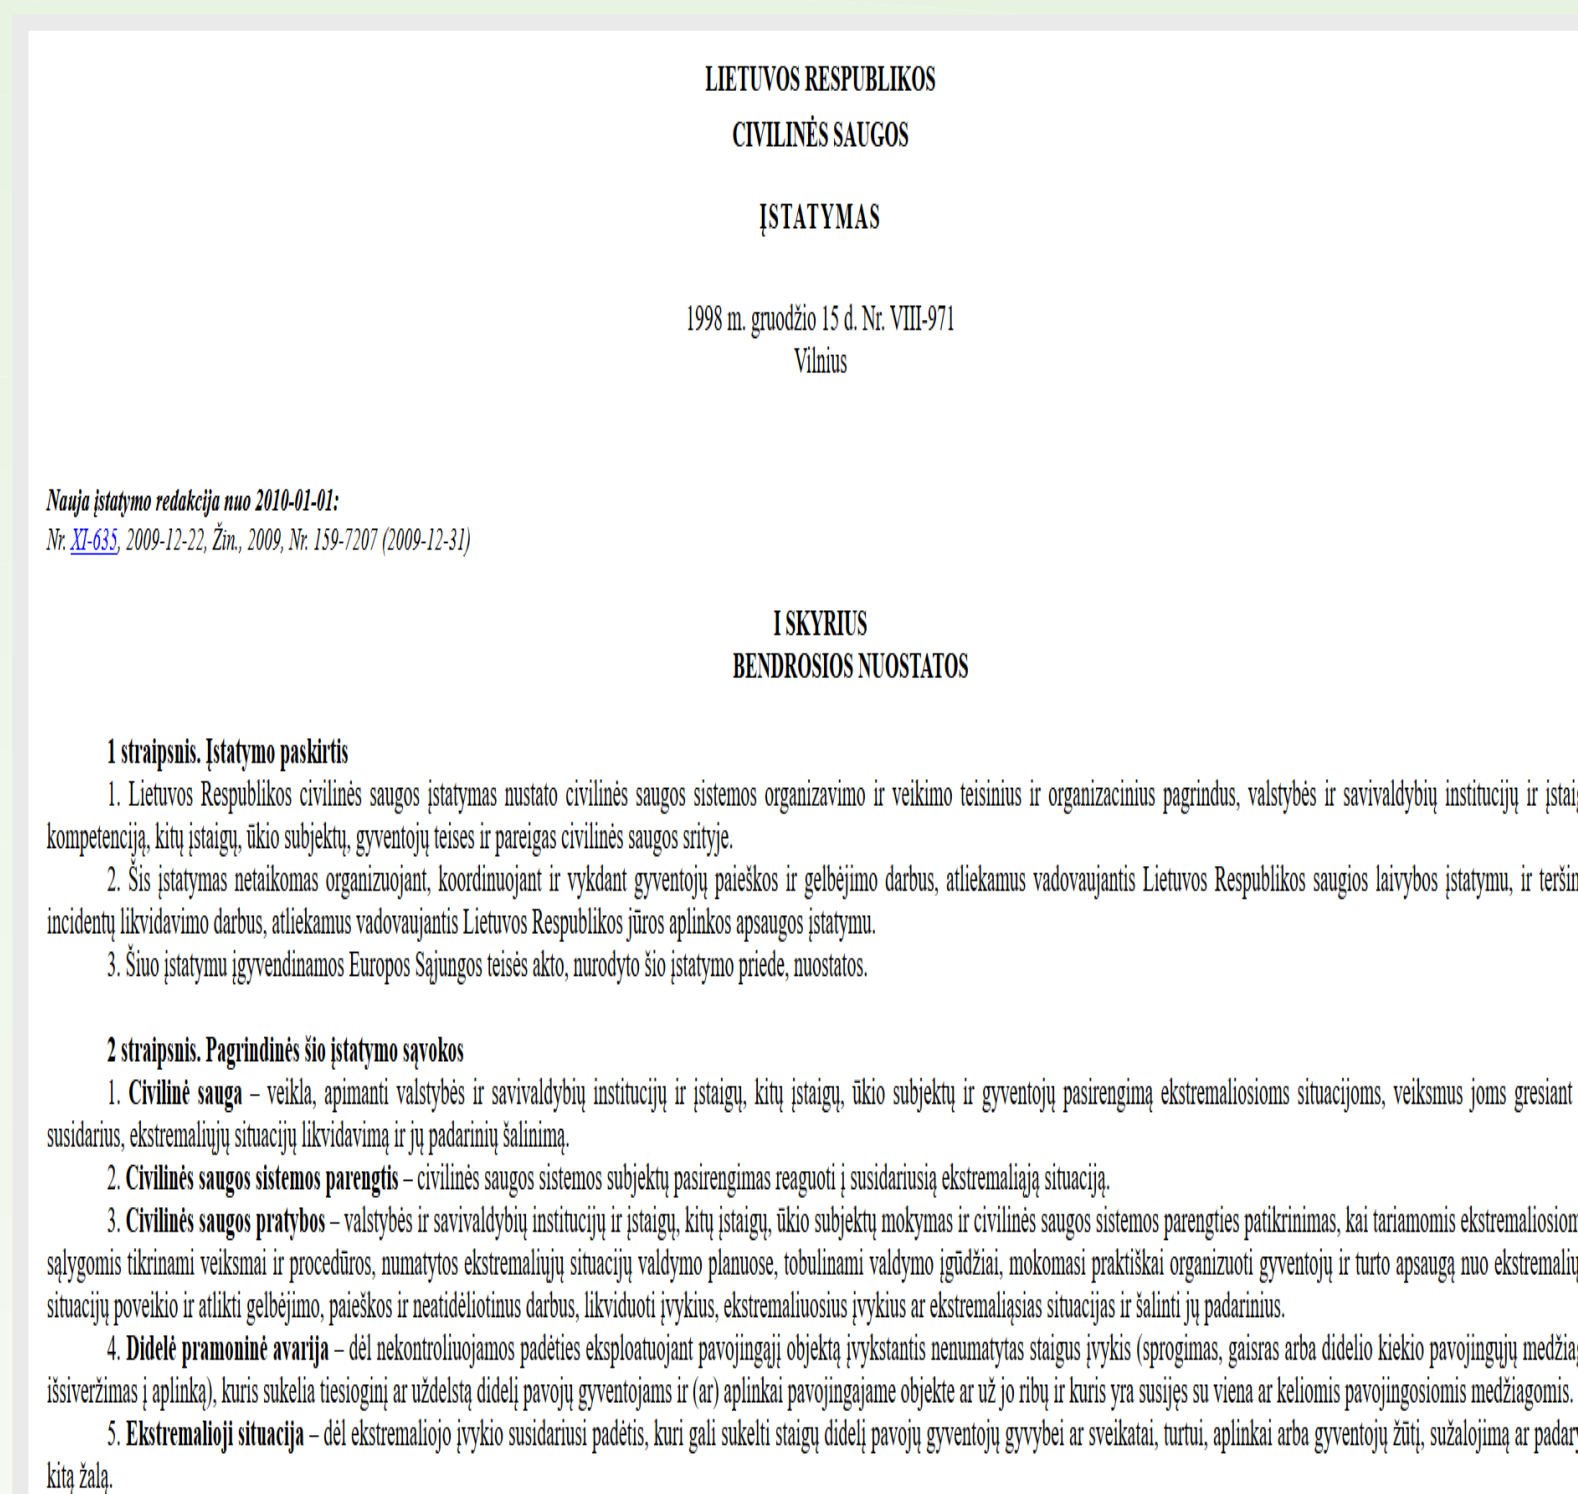 LIETUVOS RESPUBLIKOS
CIVILINĖS SAUGOS
ĮSTATYMAS
1998 m. gruodžio 15 d. Nr. VIII-971
Vilnius
Nauja įstatymo redakcija nuo 2010-01-01:
Nr. XI-635, 2009-12-22, Žin., 2009, Nr. 159-7207 (2009-12-31)
I SKYRIUS
BENDROSIOS NUOSTATOS
1 straipsnis. Įstatymo paskirtis
1. Lietuvos Respublikos civilinės saugos įstatymas nustato civilinės saugos sistemos organizavimo ir veikimo teisinius ir organizacinius pagrindus, valstybės ir savivaldybių institucijų ir
kompetenciją, kitų įstaigų, ūkio subjektų, gyventojų teises ir pareigas civilinės saugos srityje.
2. Šis įstatymas netaikomas organizuojant, koordinuojant ir vykdant gyventojų paieškos ir gelbėjimo darbus, atliekamus vadovaujantis Lietuvos Respublikos saugios laivybos įstatymu, ir
incidentų likvidavimo darbus, atliekamus vadovaujantis Lietuvos Respublikos jūros aplinkos apsaugos įstatymu.
3. Šiuo įstatymu įgyvendinamos Europos Sąjungos teisės akto, nurodyto šio įstatymo priede, nuostatos.
2 straipsnis. Pagrindinės šio įstatymo sąvokos
1. Civilinė sauga – veikla, apimanti valstybės ir savivaldybių institucijų ir įstaigų, kitų įstaigų, ūkio subjektų ir gyventojų pasirengimą ekstremaliosioms situacijoms, veiksmus joms gresiant
susidarius, ekstremaliųjų situacijų likvidavimą ir jų padarinių šalinimą.
2. Civilinės saugos sistemos parengtis – civilinės saugos sistemos subjektų pasirengimas reaguoti į susidariusią ekstremaliąją situaciją.
3. Civilinės saugos pratybos – valstybės ir savivaldybių institucijų ir įstaigų, kitų įstaigų, ūkio subjektų mokymas ir civilinės saugos sistemos parengties patikrinimas, kai tariamomis
sąlygomis tikrinami veiksmai ir procedūros, numatytos ekstremaliųjų situacijų valdymo planuose, tobulinami valdymo įgūdžiai, mokomasi praktiškai organizuoti gyventojų ir turto apsaugą nuo
situacijų poveikio ir atlikti gelbėjimo, paieškos ir neatidėliotinus darbus, likviduoti įvykius, ekstremaliuosius įvykius ar ekstremaliąsias situacijas ir šalinti jų padarinius.
4. Didelė pramoninė avarija – dėl nekontroliuojamos padėties eksploatuojant pavojingąjį objektą įvykstantis nenumatytas staigus įvykis (sprogimas, gaisras arba didelio kiekio pavojingųjų
išsiveržimas į aplinką), kuris sukelia tiesioginį ar uždelstą didelį pavojų gyventojams ir (ar) aplinkai pavojingajame objekte ar už jo ribų ir kuris yra susijęs su viena ar keliomis pavojingosiomis medžiagomis.
5. Ekstremalioji situacija – dėl ekstremaliojo įvykio susidariusi padėtis, kuri gali sukelti staigų didelį pavojų gyventojų gyvybei ar sveikatai, turtui, aplinkai arba gyventojų žūtį, sužalojimą ar
kitą žalą.